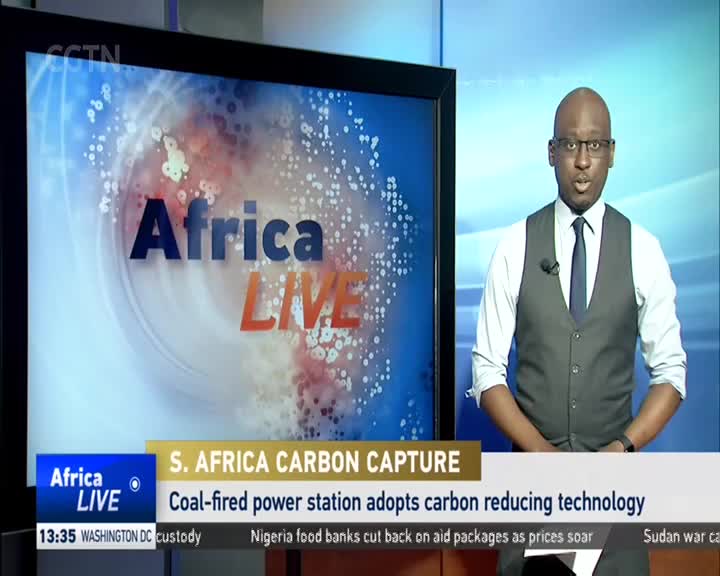 CGTN
Africa
LIVE
S. AFRICA CARBON CAPTURE
Africa
LIVE
Coal-fired power station adopts carbon reducing technology
13:35 WASHINGTON DC custody Nigeria food banks cut back on aid packages as prices soar Sudan war ca